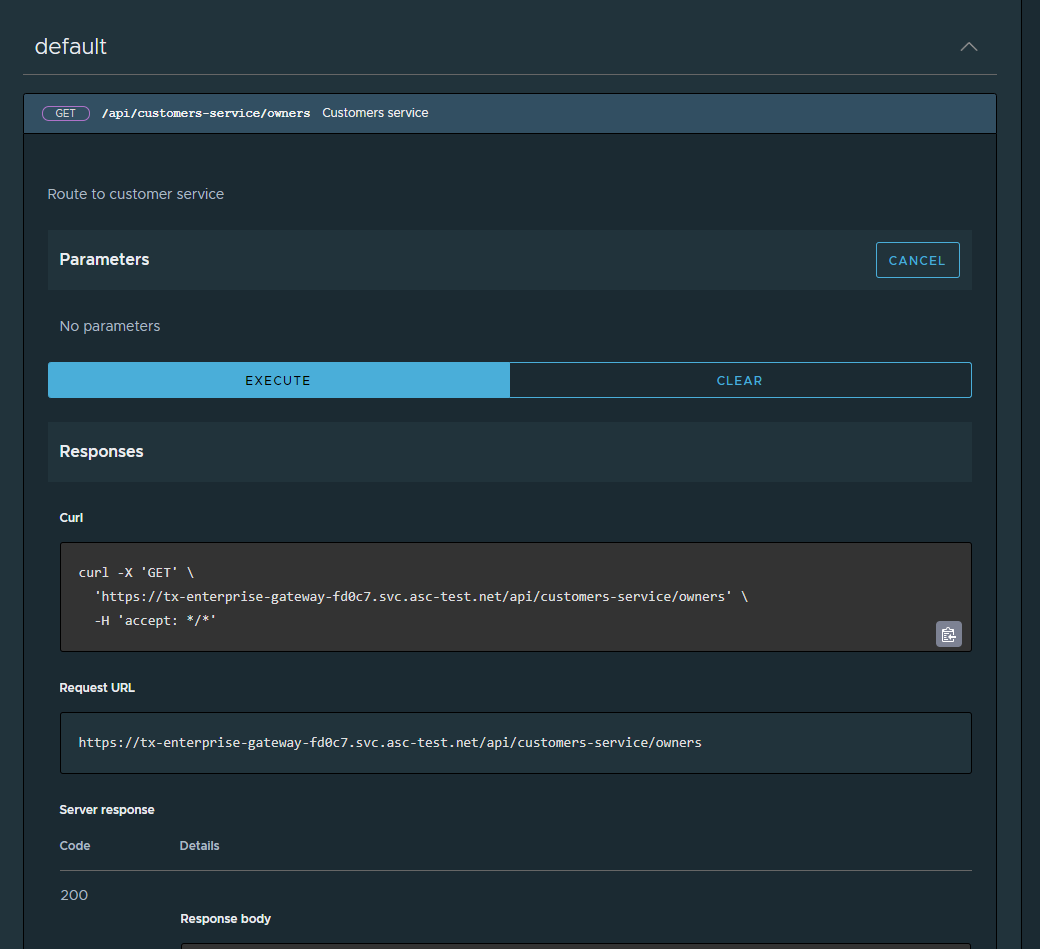 default
GET /api/customers-service/owners Customers service
Route to customer service
Parameters CANCEL
No parameters
EXECUTE CLEAR
Responses
Curl
curl -X 'GET' \
'https://tx-enterprise-gateway-fd0c7.svc.asc-test.net/api/customers-service/owners' \
-H 'accept: */*'
Request URL
https://tx-enterprise-gateway-fd0c7.svc.asc-test.net/api/customers-service/owners
Server response
Code Details
200
Response body